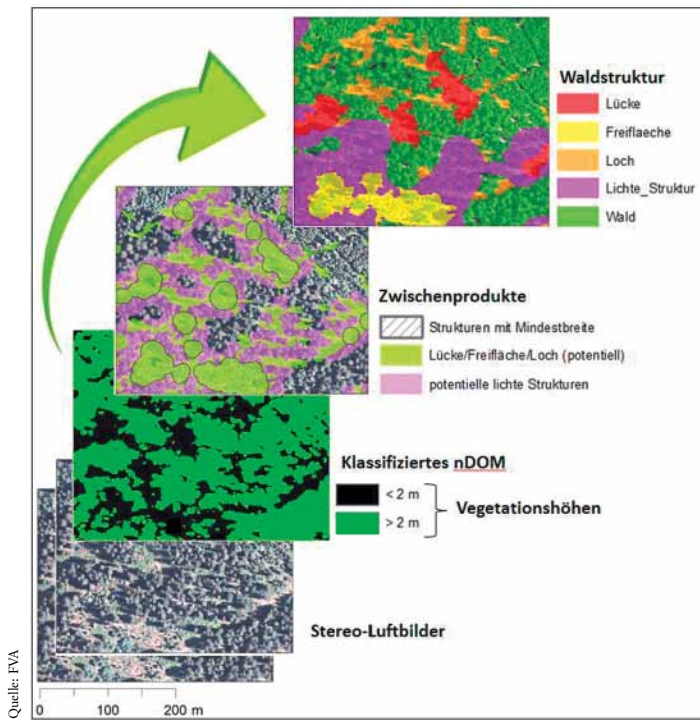 Waldstruktur
Lücke
Freiflaeche
Loch
Lichte_Struktur
Wald
Zwischenprodukte
Strukturen mit Mindestbreite
Lücke/Freifläche/Loch (potentiell)
potentielle lichte Strukturen
Klassifiziertes nDOM
< 2 m
> 2 m
Vegetationshöhen
Stereo-Luftbilder
0 100 200 m
Quelle: FVA